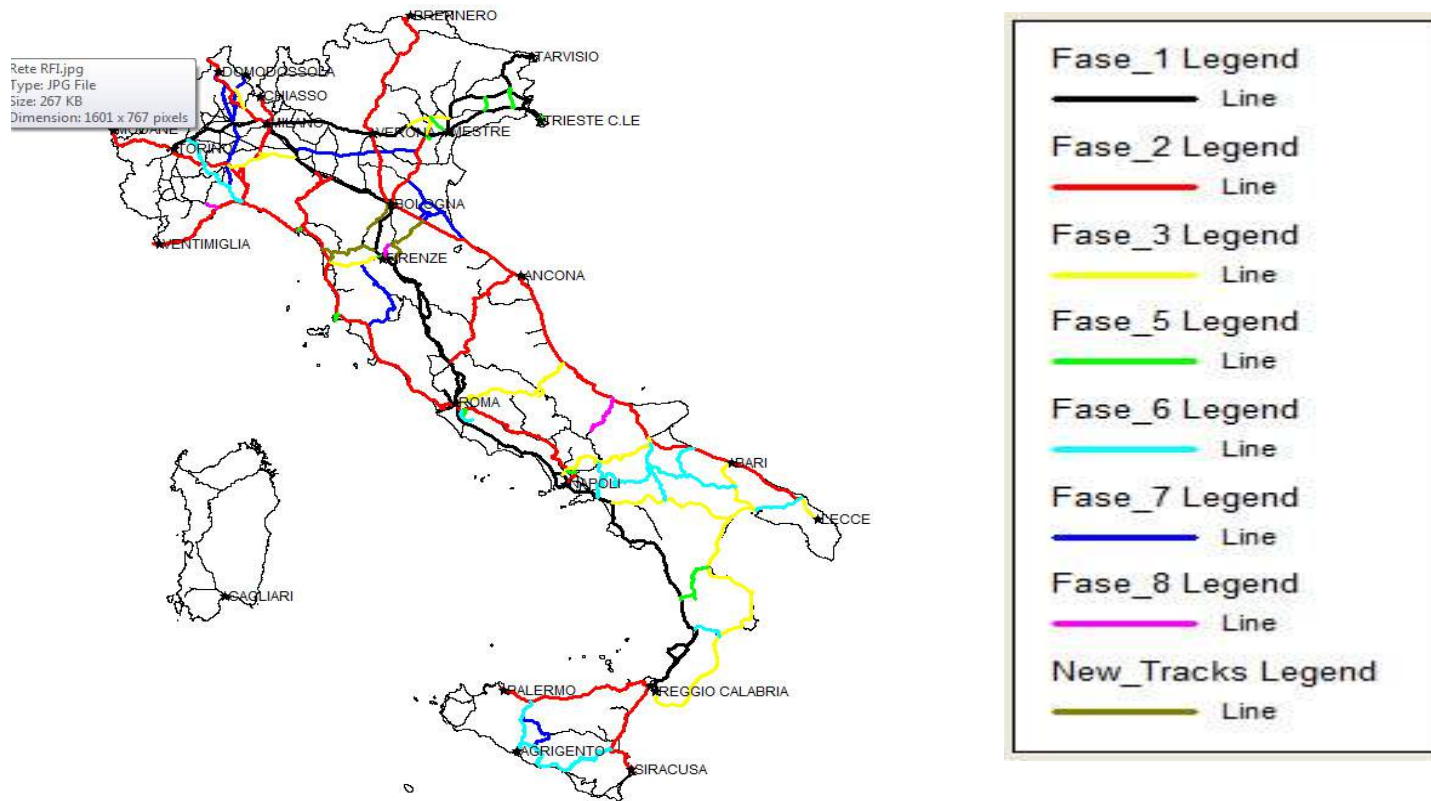 BRENNERO
TARVISIO
Rete RFI.jpg
Type: JPG File
Size: 267 KB
Dimension: 1601 x 767 pixels
DOMODOSSOLA
CHIASSO
TRIESTE C.LE
MODANE
MILANO
VERONA
MESTRE
TORINO
BOLOGNA
VENTIMIGLIA
FIRENZE
ANCONA
ROMA
BARI
NAPOLI
LECCE
CAGLIARI
PALERMO
REGGIO CALABRIA
AGRIGENTO
SIRACUSA
Fase_1 Legend
Line
Fase_2 Legend
Line
Fase_3 Legend
Line
Fase_5 Legend
Line
Fase_6 Legend
Line
Fase_7 Legend
Line
Fase_8 Legend
Line
New_Tracks Legend
Line